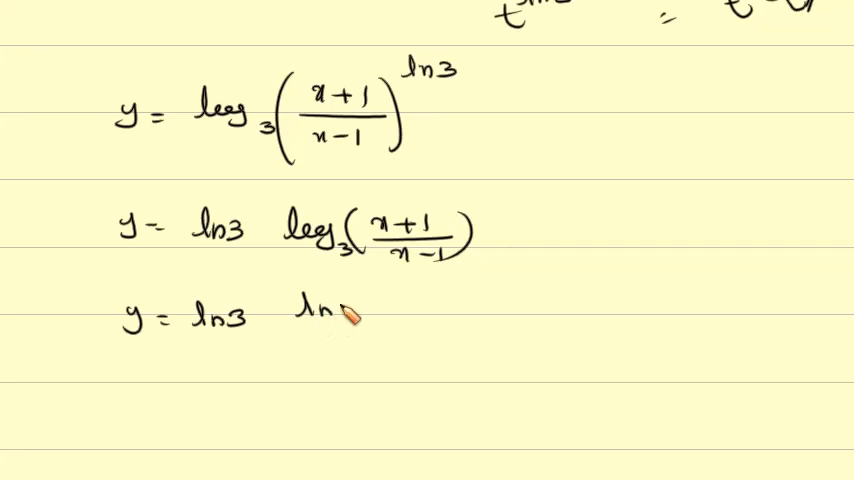 y = log₃ ((x+1)/(x-1))^ln3
y = ln3 log₃ ((x+1)/(x-1))
y = ln3 ln